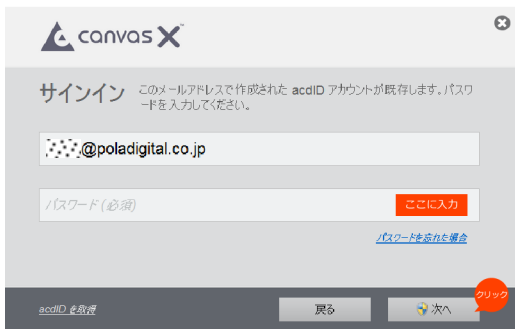 canvas X™
サインイン
このメールアドレスで作成された acdID アカウントが既存します。パスワ
ードを入力してください。
@poladigital.co.jp
パスワード (必須)
ここに入力
パスワードを忘れた場合
クリック
acdID を取得
戻る
次へ